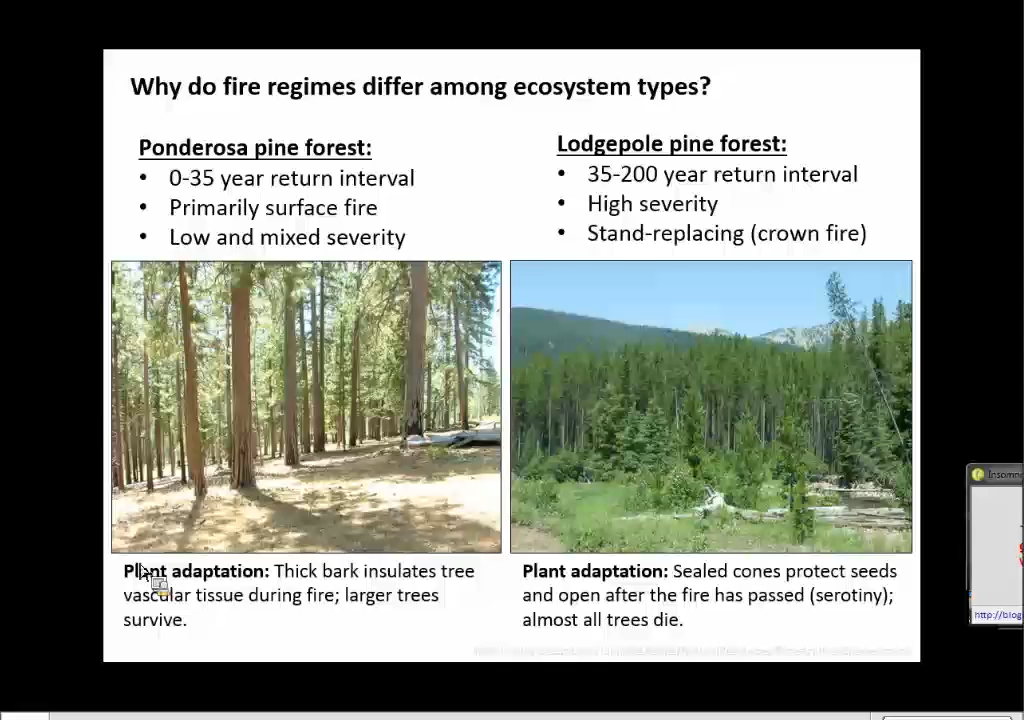 Why do fire regimes differ among ecosystem types?
Ponderosa pine forest:
• 0-35 year return interval
• Primarily surface fire
• Low and mixed severity
Lodgepole pine forest:
• 35-200 year return interval
• High severity
• Stand-replacing (crown fire)
Plant adaptation: Thick bark insulates tree
vascular tissue during fire; larger trees
survive.
Plant adaptation: Sealed cones protect seeds
and open after the fire has passed (serotiny);
almost all trees die.
Insomn
http://blog